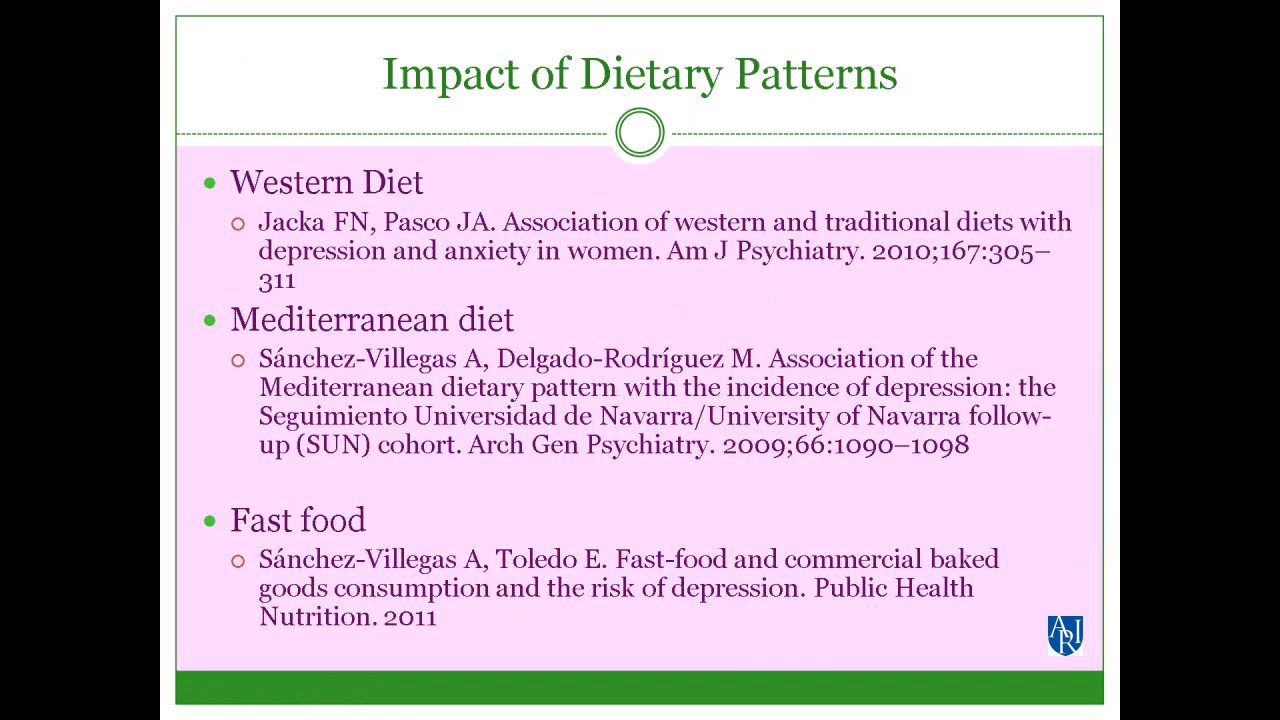 Impact of Dietary Patterns
Western Diet
Jacka FN, Pasco JA. Association of western and traditional diets with
depression and anxiety in women. Am J Psychiatry. 2010;167:305–
311
Mediterranean diet
Sánchez-Villegas A, Delgado-Rodríguez M. Association of the
Mediterranean dietary pattern with the incidence of depression: the
Seguimiento Universidad de Navarra/University of Navarra follow-
up (SUN) cohort. Arch Gen Psychiatry. 2009;66:1090–1098
Fast food
Sánchez-Villegas A, Toledo E. Fast-food and commercial baked
goods consumption and the risk of depression. Public Health
Nutrition. 2011
ARI